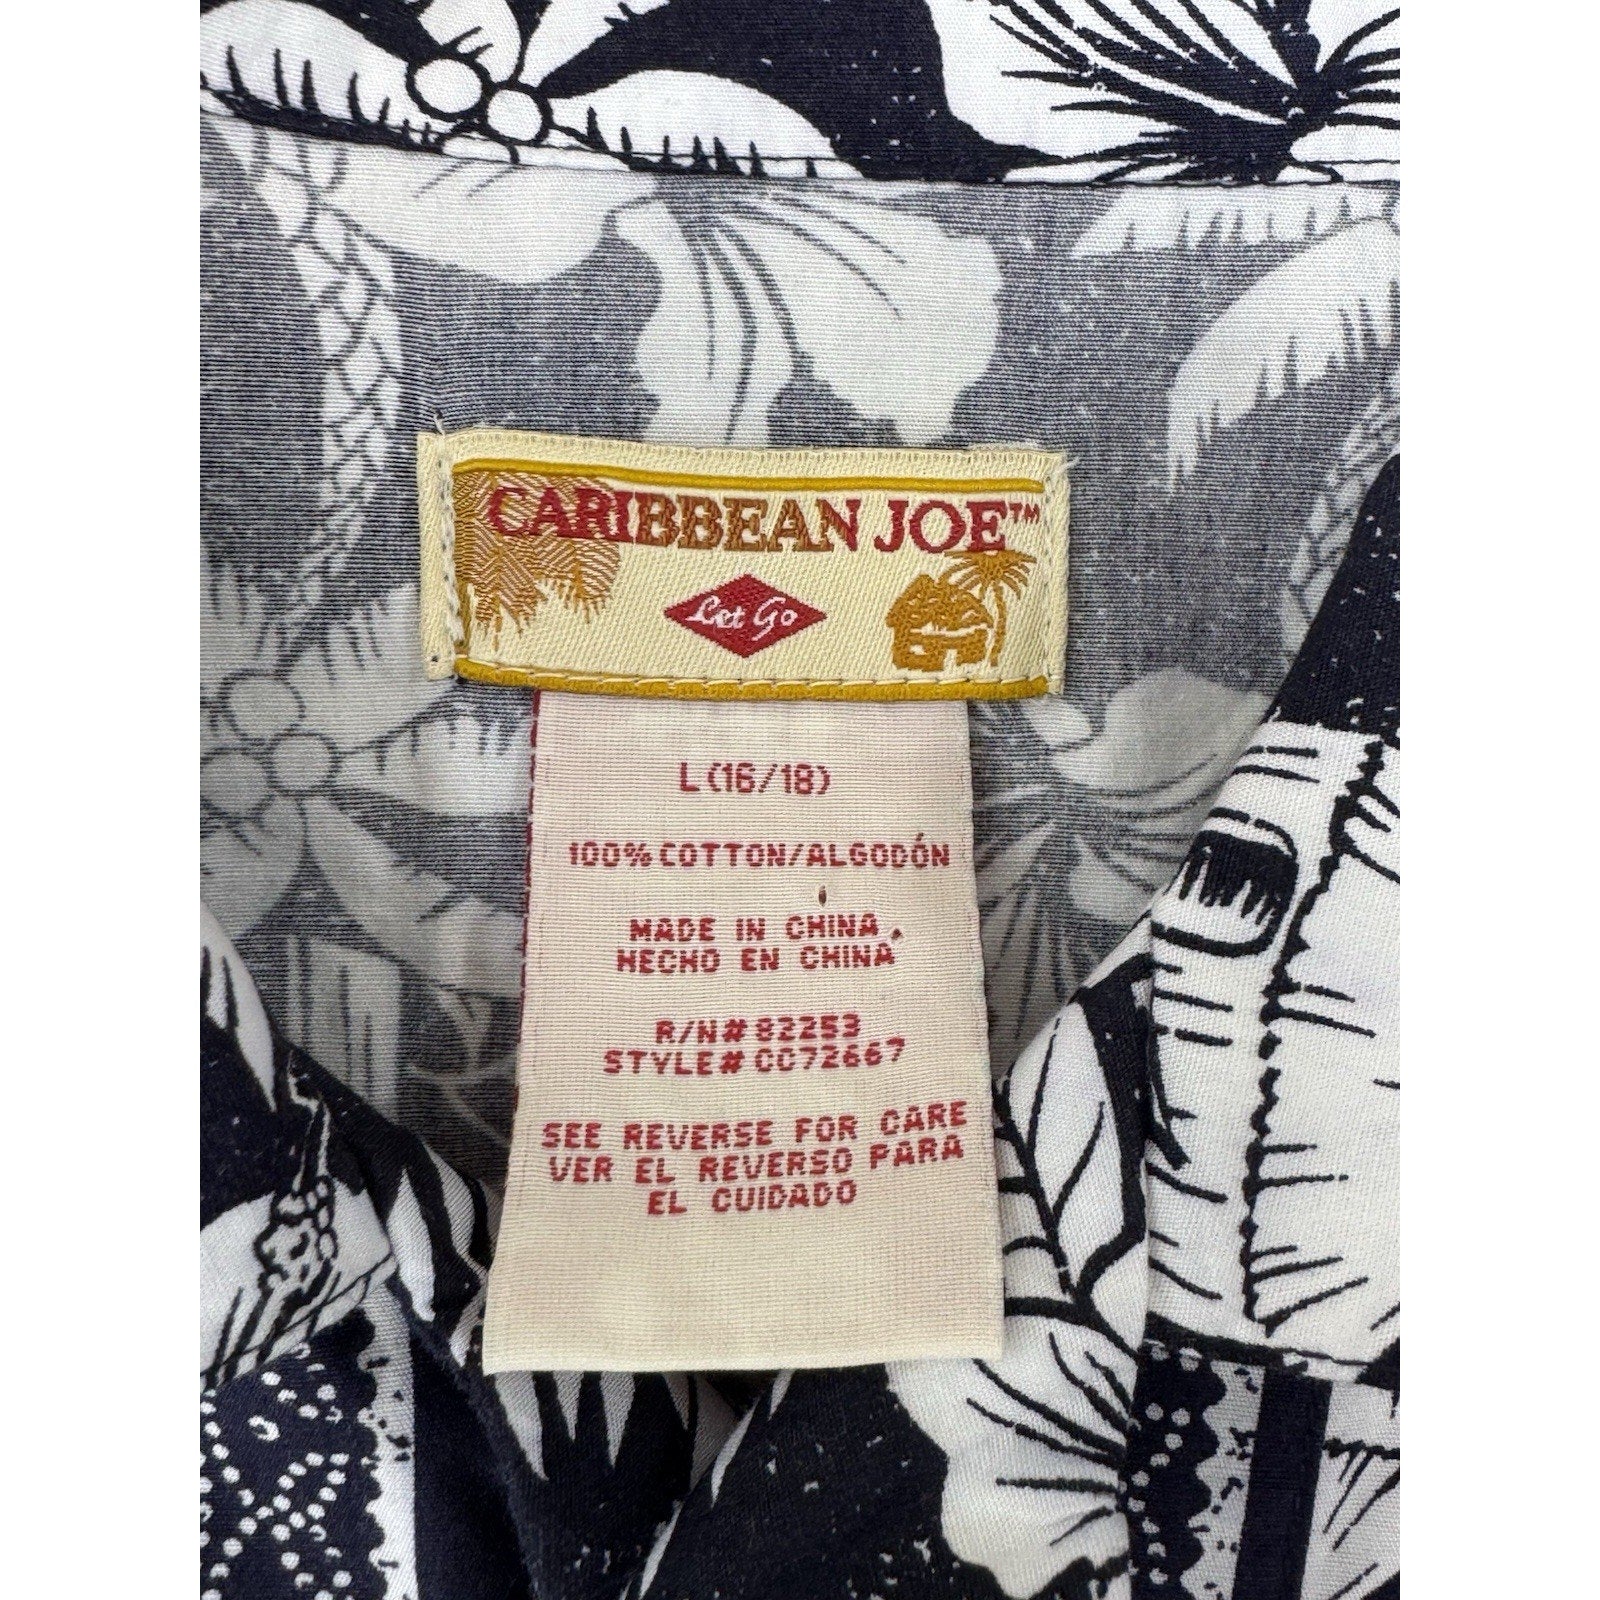 CARIBBEAN JOE™
Let Go
L (16/18)
100% COTTON/ALGODÓN
MADE IN CHINA
HECHO EN CHINA
R/N# 82253
STYLE# CC72667
SEE REVERSE FOR CARE
VER EL REVERSO PARA
EL CUIDADO